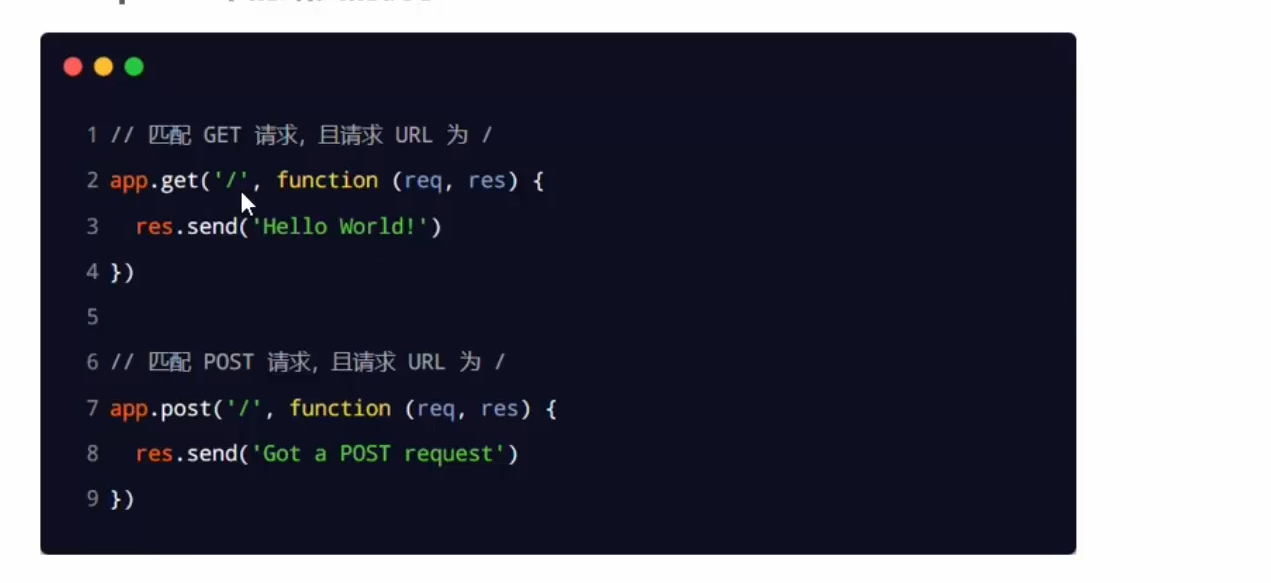 1 // 匹配 GET 请求，且请求 URL 为 /
2 app.get('/', function (req, res) {
3   res.send('Hello World!')
4 })
5
6 // 匹配 POST 请求，且请求 URL 为 /
7 app.post('/', function (req, res) {
8   res.send('Got a POST request')
9 })